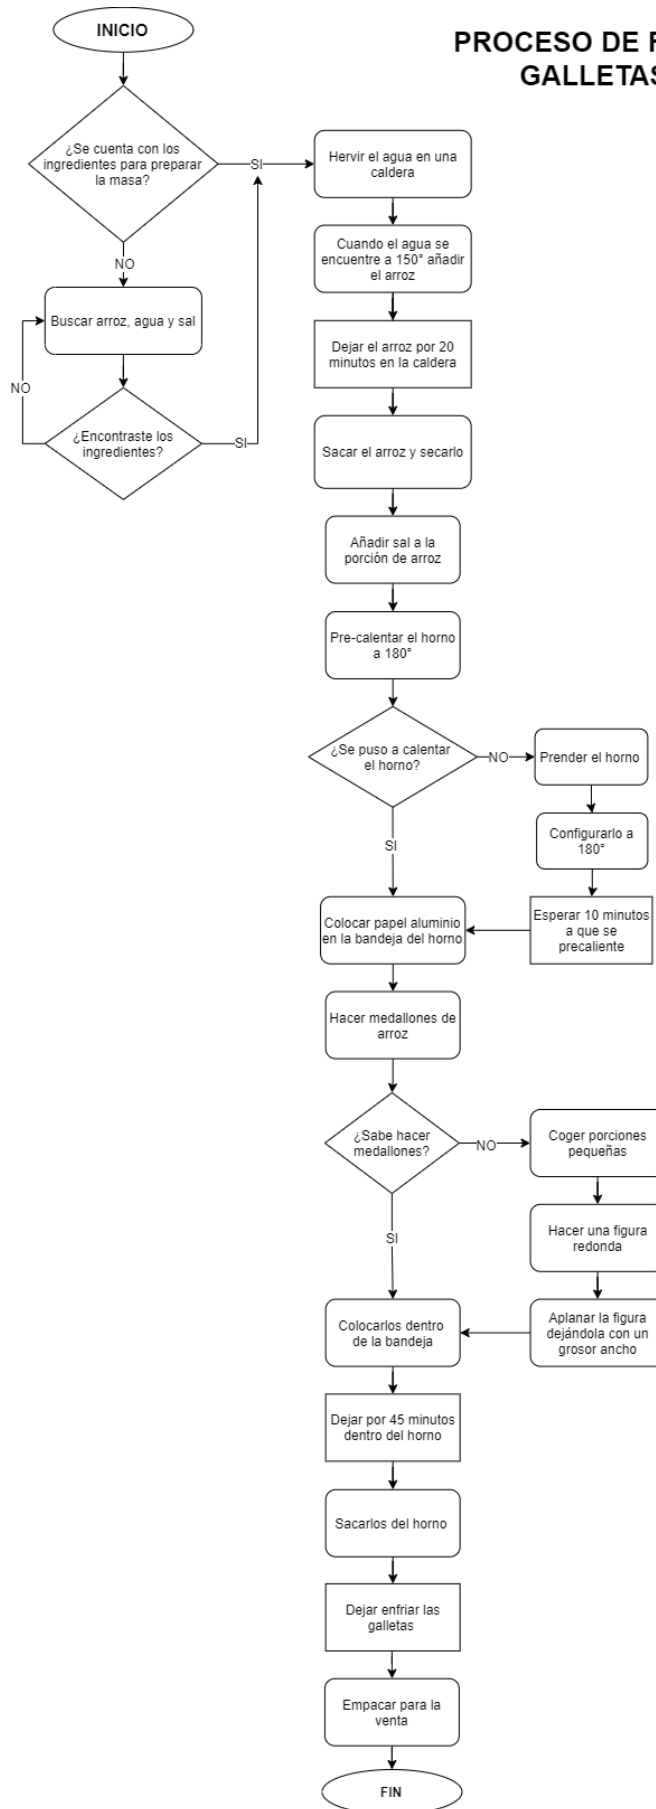 INICIO
PROCESO DE
GALLETAS
¿Se cuenta con los
ingredientes para preparar
la masa?
SI
Hervir el agua en una
caldera
Cuando el agua se
encuentre a 150° añadir
el arroz
NO
Buscar arroz, agua y sal
Dejar el arroz por 20
minutos en la caldera
NO
¿Encontraste los
ingredientes?
SI
Sacar el arroz y secarlo
Añadir sal a la
porción de arroz
Pre-calentar el horno
a 180°
¿Se puso a calentar
el horno?
NO
Prender el horno
Configurarlo a
180°
SI
Esperar 10 minutos
a que se
precaliente
Colocar papel aluminio
en la bandeja del horno
Hacer medallones de
arroz
¿Sabe hacer
medallones?
NO
Coger porciones
pequeñas
Hacer una figura
redonda
SI
Aplanar la figura
dejándola con un
grosor ancho
Colocarlos dentro
de la bandeja
Dejar por 45 minutos
dentro del horno
Sacarlos del horno
Dejar enfriar las
galletas
Empacar para la
venta
FIN